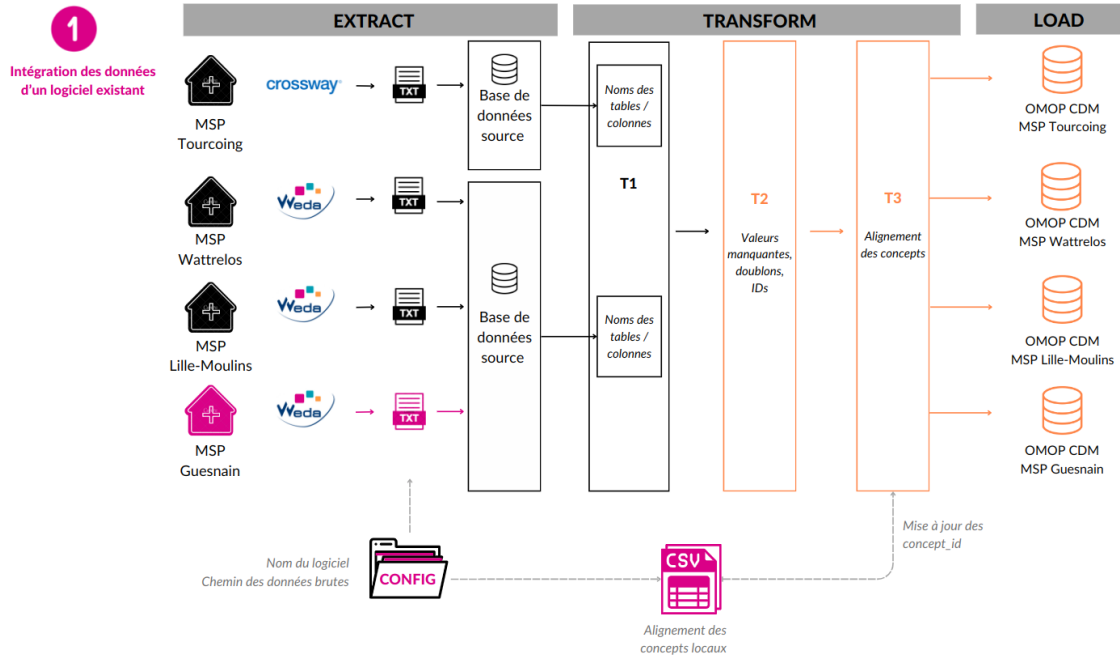 1
Intégration des données
d'un logiciel existant
EXTRACT
TRANSFORM
LOAD
MSP
Tourcoing
crossway
TXT
Base de
données
source
Noms des
tables /
colonnes
OMOP CDM
MSP Tourcoing
MSP
Wattrelos
Weda
TXT
T1
T2
Valeurs
manquantes,
doublons,
IDs
T3
Alignement
des concepts
OMOP CDM
MSP Wattrelos
MSP
Lille-Moulins
Weda
TXT
Base de
données
source
Noms des
tables /
colonnes
OMOP CDM
MSP Lille-Moulins
MSP
Guesnain
Weda
TXT
OMOP CDM
MSP Guesnain
Nom du logiciel
Chemin des données brutes
CONFIG
CSV
Alignement des
concepts locaux
Mise à jour des
concept_id